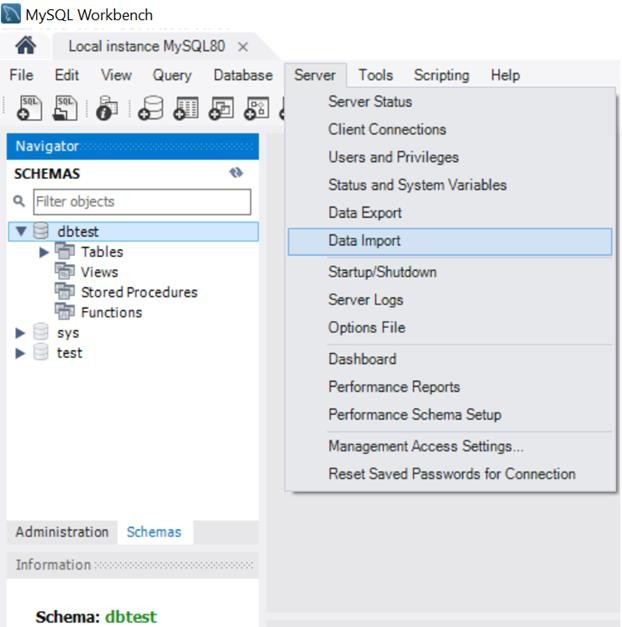 MySQL Workbench
Local instance MySQL80 ×
File Edit View Query Database Server Tools Scripting Help
SQL SQL
Server Status
Client Connections
Users and Privileges
Status and System Variables
Data Export
Data Import
Startup/Shutdown
Server Logs
Options File
Dashboard
Performance Reports
Performance Schema Setup
Management Access Settings...
Reset Saved Passwords for Connection
Navigator
SCHEMAS
Filter objects
dbtest
Tables
Views
Stored Procedures
Functions
sys
test
Administration Schemas
Information
Schema: dbtest